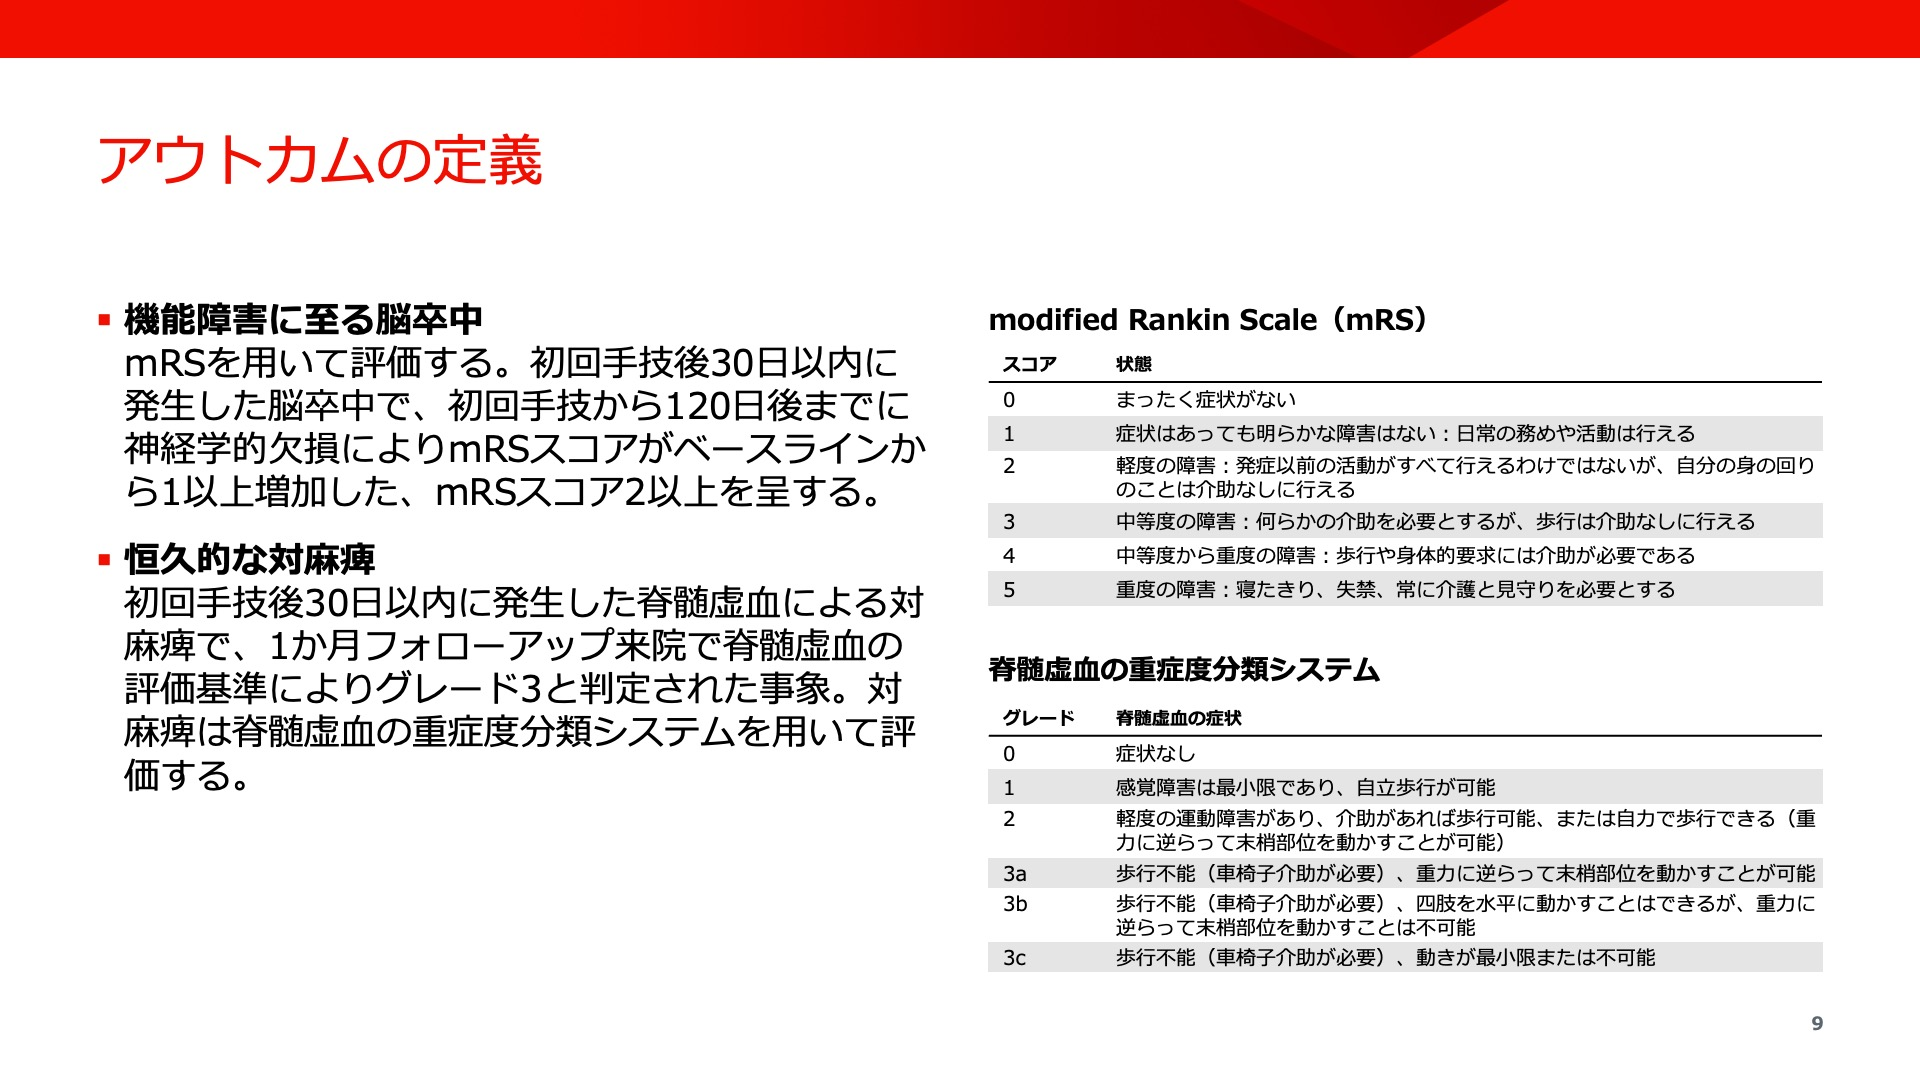 アウトカムの定義
▪ 機能障害に至る脳卒中
mRSを用いて評価する。初回手技後30日以内に
発生した脳卒中で、初回手技から120日後までに
神経学的欠損によりmRSスコアがベースラインか
ら1以上増加した、mRSスコア2以上を呈する。
▪ 恒久的な対麻痺
初回手技後30日以内に発生した脊髄虚血による対
麻痺で、1か月フォローアップ来院で脊髄虚血の
評価基準によりグレード3と判定された事象。対
麻痺は脊髄虚血の重症度分類システムを用いて評
価する。
modified Rankin Scale（mRS）
スコア 状態
0 まったく症状がない
1 症状はあっても明らかな障害はない：日常の務めや活動は行える
2 軽度の障害：発症以前の活動がすべて行えるわけではないが、自分の身の回り
のことは介助なしに行える
3 中等度の障害：何らかの介助を必要とするが、歩行は介助なしに行える
4 中等度から重度の障害：歩行や身体的要求には介助が必要である
5 重度の障害：寝たきり、失禁、常に介護と見守りを必要とする
脊髄虚血の重症度分類システム
グレード 脊髄虚血の症状
0 症状なし
1 感覚障害は最小限であり、自立歩行が可能
2 軽度の運動障害があり、介助があれば歩行可能、または自力で歩行できる（重
力に逆らって末梢部位を動かすことが可能）
3a 歩行不能（車椅子介助が必要）、重力に逆らって末梢部位を動かすことが可能
3b 歩行不能（車椅子介助が必要）、四肢を水平に動かすことはできるが、重力に
逆らって末梢部位を動かすことは不可能
3c 歩行不能（車椅子介助が必要）、動きが最小限または不可能
9